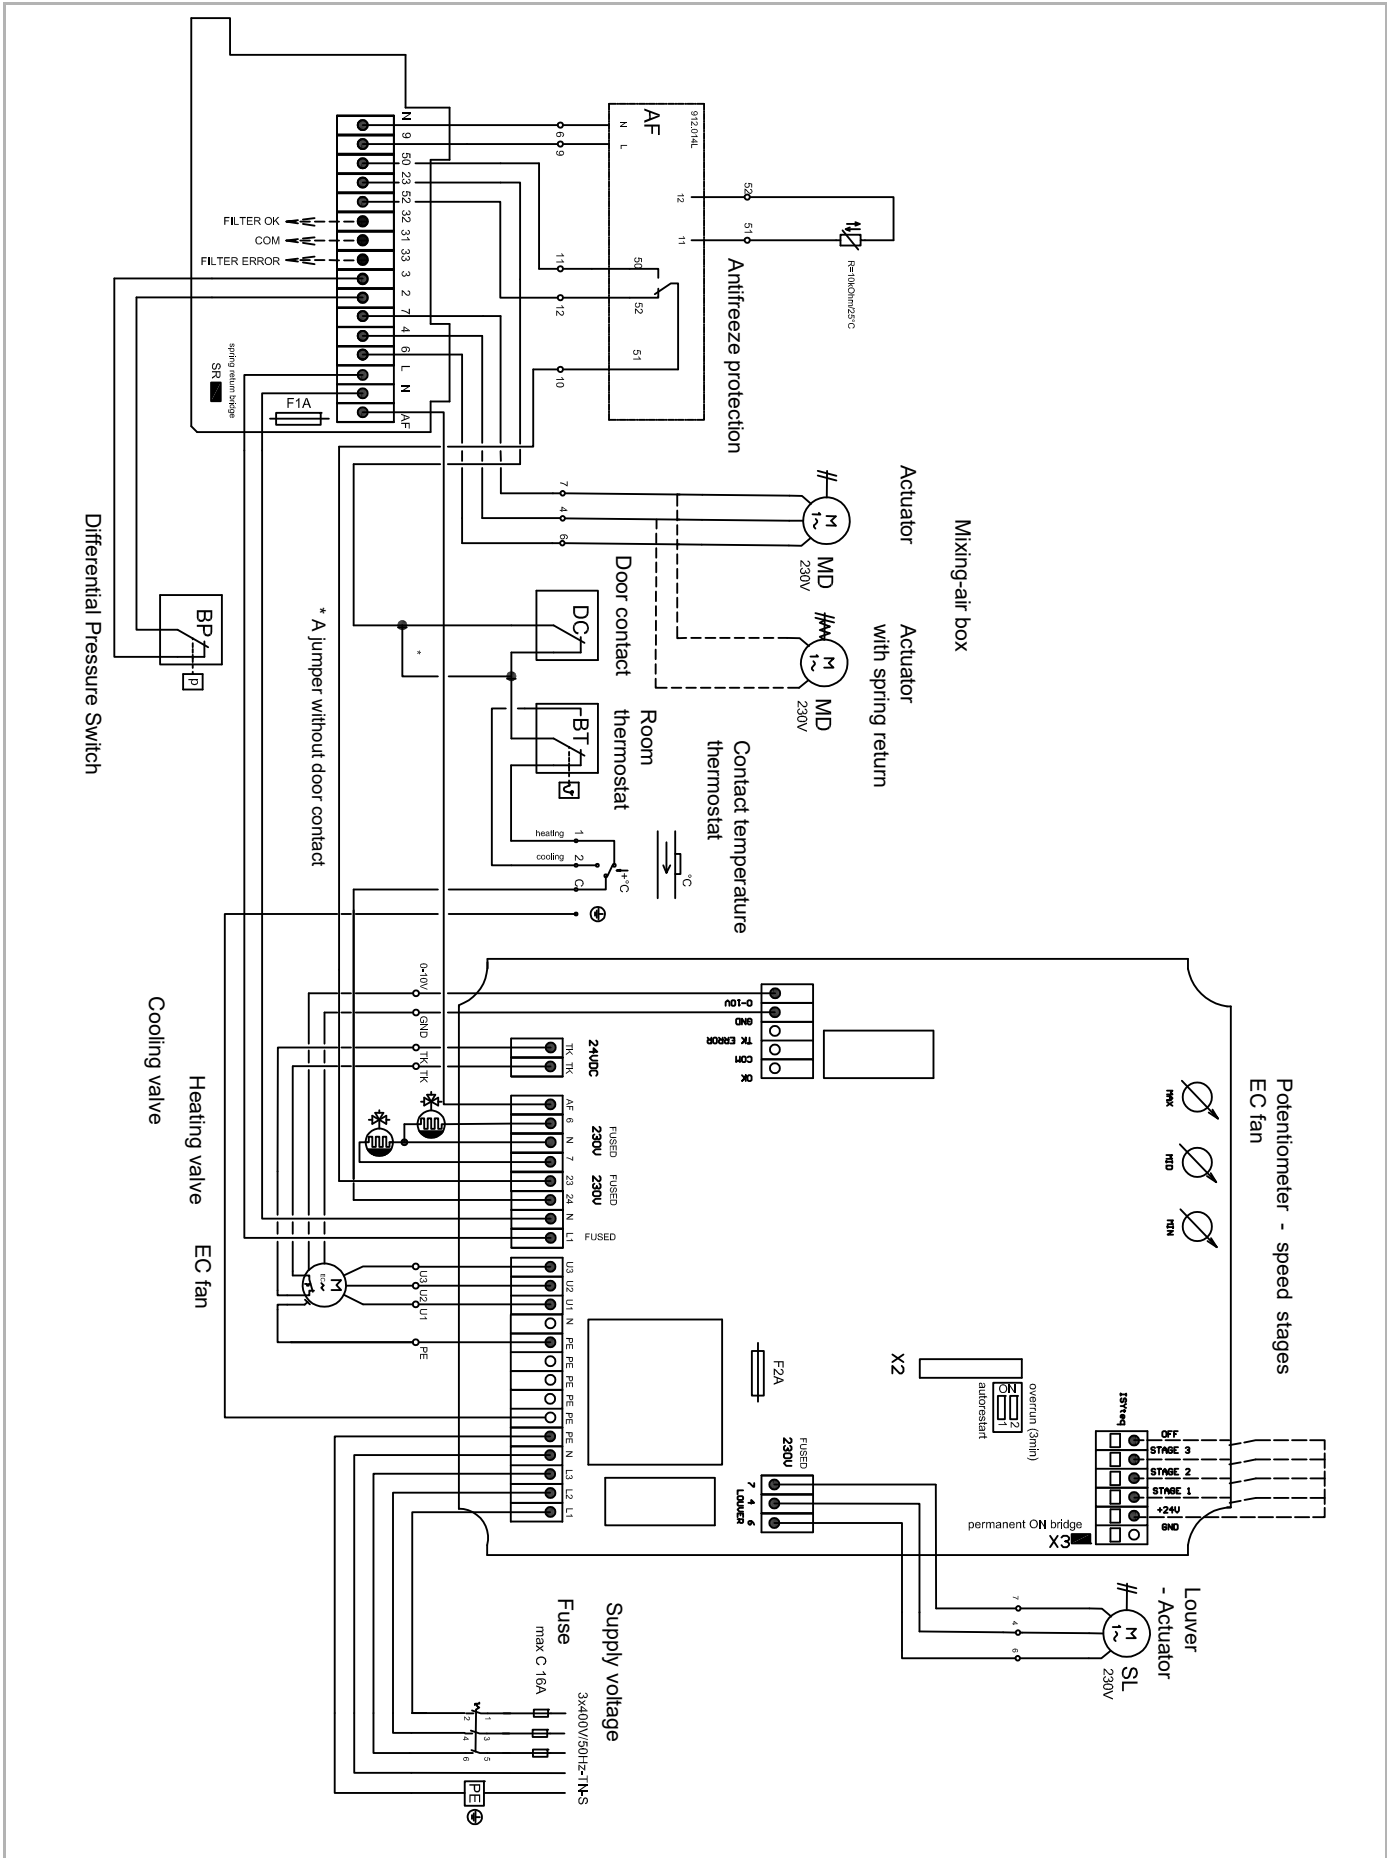 N
9
50
23
52
32
31
33
3
2
7
4
6
L
N
AF
FILTER OK
COM
FILTER ERROR
spring return bridge
SR
F1A
912.014L
AF
N
L
12
11
50
52
51
6
9
11
12
10
52
51
R=10kOhm/25°C
Antifreeze protection
Mixing-air box
Actuator
M
1~
MD
230V
Actuator
with spring return
M
1~
MD
230V
7
4
6
Door contact
DC
*
* A jumper without door contact
Room
thermostat
BT
Contact temperature
thermostat
°C
heating
1
cooling
2
C
+°C
Differential Pressure Switch
BP
p
Potentiometer - speed stages
EC fan
MAX
MID
MIN
0-10V
GND
TK ERROR
COM
OK
0-10V
GND
TK
TK
TK
TK
24VDC
AF
6
N
7
23
24
N
L1
FUSED
230V
FUSED
230V
FUSED
Cooling valve
Heating valve
EC fan
M
EC
U3
U2
U1
PE
U3
U2
U1
N
PE
PE
PE
PE
PE
PE
N
L3
L2
L1
F2A
X2
ON
1
2
overrun (3min)
autorestart
ISYteq
OFF
STAGE 3
STAGE 2
STAGE 1
+24V
GND
permanent ON bridge
X3
FUSED
230V
7
4
6
LOUVER
7
4
6
Louver
- Actuator
M
1~
SL
230V
Supply voltage
Fuse
max C 16A
3x400V/50Hz-TN-S
1
2
3
4
5
6
PE